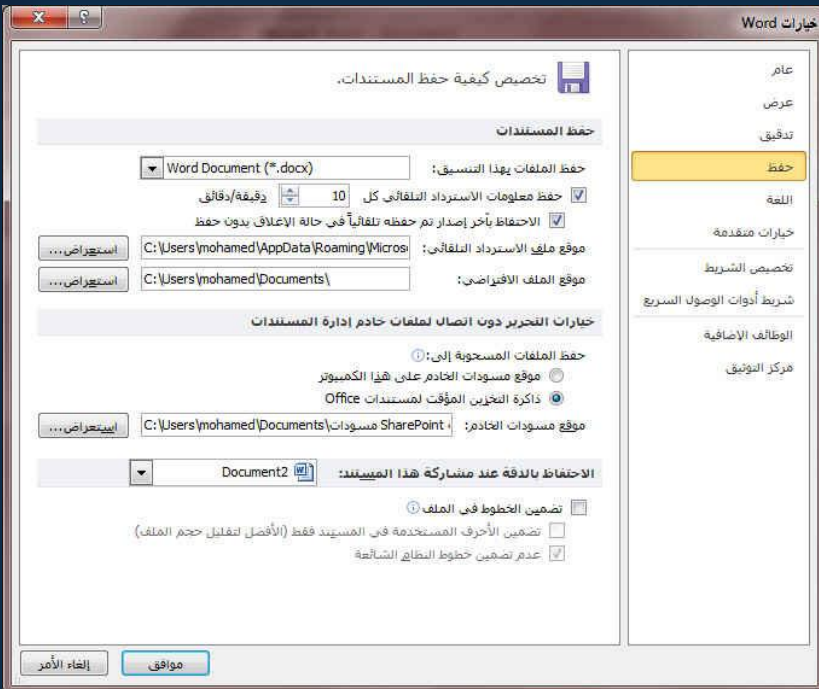 خيارات Word
عام
عرض
تدقيق
حفظ
اللغة
خيارات متقدمة
تخصيص الشريط
شريط أدوات الوصول السريع
الوظائف الإضافية
مركز التوثيق
تخصيص كيفية حفظ المستندات.
حفظ المستندات
حفظ الملفات بهذا التنسيق: Word Document (*.docx)
حفظ معلومات الاسترداد التلقائي كل 10 دقيقة/دقائق
الاحتفاظ بآخر إصدار تم حفظه تلقائياً في حالة الإغلاق بدون حفظ
موقع ملف الاسترداد التلقائي: C:\Users\mohamed\AppData\Roaming\Micros استعراض...
موقع الملف الافتراضي: C:\Users\mohamed\Documents\ استعراض...
خيارات التحرير دون اتصال لملفات خادم إدارة المستندات
حفظ الملفات المسحوبة إلى:
موقع مسودات الخادم على هذا الكمبيوتر
ذاكرة التخزين المؤقت لمستندات Office
موقع مسودات الخادم: C:\Users\mohamed\Documents\مسودات SharePoint استعراض...
الاحتفاظ بالدقة عند مشاركة هذا المستند: Document2
تضمين الخطوط في الملف
تضمين الأحرف المستخدمة في المستند فقط (الأفضل لتقليل حجم الملف)
عدم تضمين خطوط النظام الشائعة
موافق
إلغاء الأمر